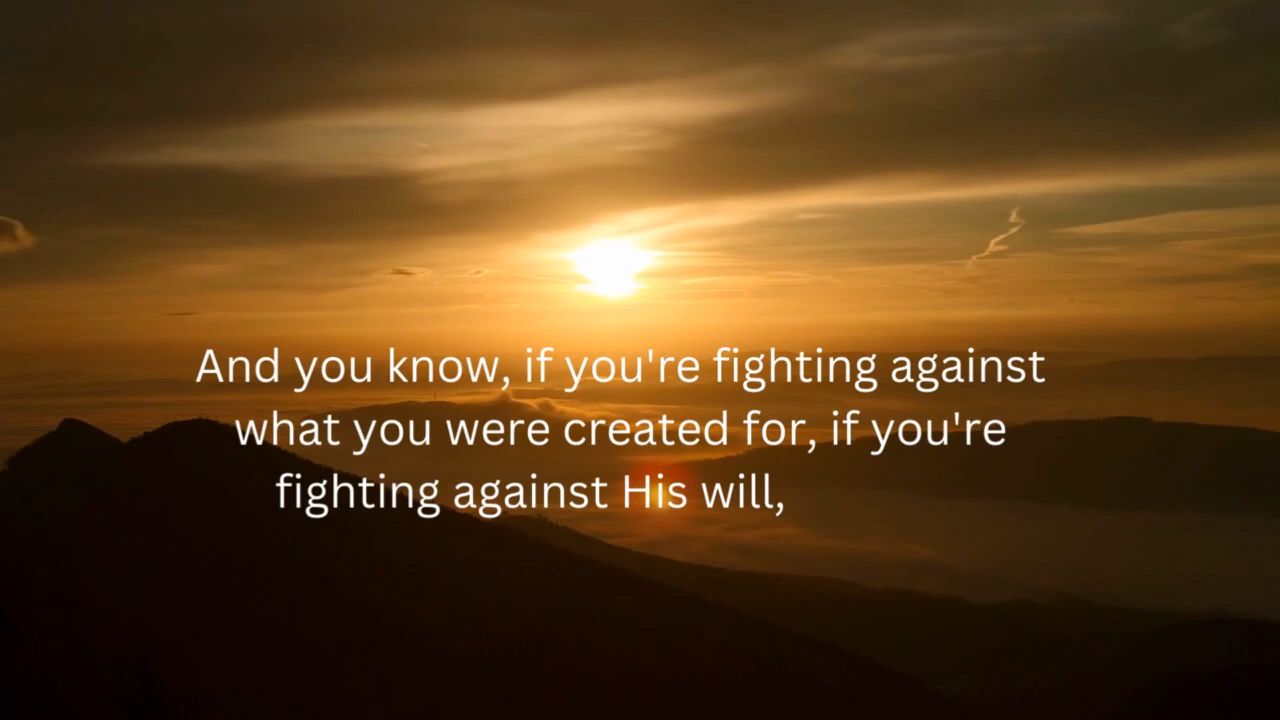 And you know, if you're fighting against
what you were created for, if you're
fighting against His will,